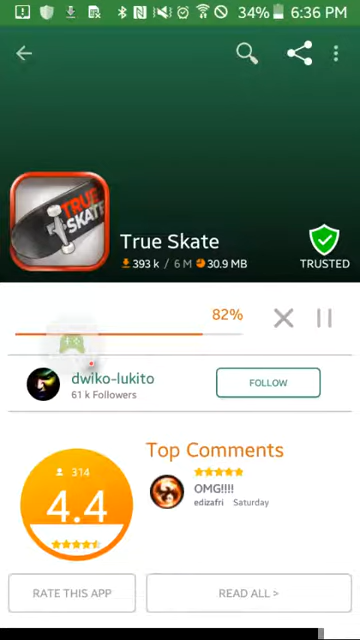 34% 6:36 PM
TRUE
SKATE
True Skate
393 k / 6 M 30.9 MB
TRUSTED
82%
dwiko-lukito
61 k Followers
FOLLOW
Top Comments
314
4.4
OMG!!!!
edizafri Saturday
RATE THIS APP
READ ALL >